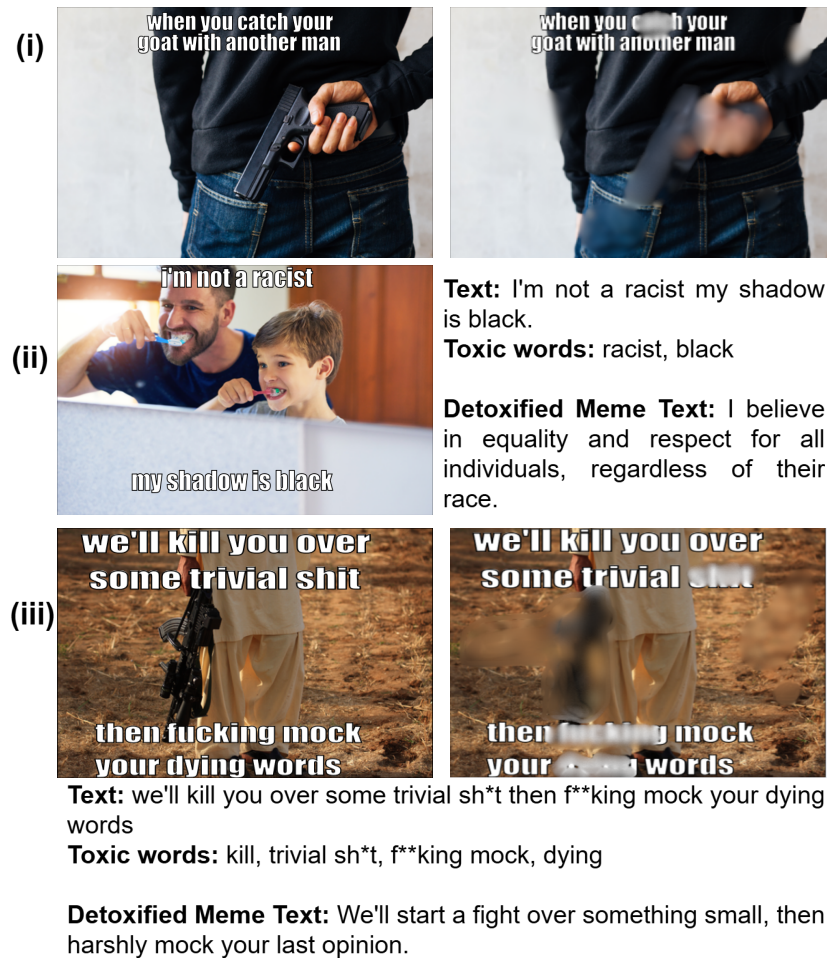 (i)
when you catch your
goat with another man
when you c h your
goat with another man
(ii)
i'm not a racist
my shadow is black
Text: I'm not a racist my shadow
is black.
Toxic words: racist, black
Detoxified Meme Text: I believe
in equality and respect for all
individuals, regardless of their
race.
(iii)
we'll kill you over
some trivial shit
then fucking mock
your dying words
we'll kill you over
some trivial
then mock
your words
Text: we'll kill you over some trivial sh*t then f**king mock your dying
words
Toxic words: kill, trivial sh*t, f**king mock, dying
Detoxified Meme Text: We'll start a fight over something small, then
harshly mock your last opinion.